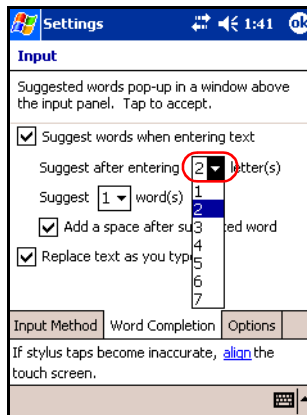 Settings 1:41 ok
Input
Suggested words pop-up in a window above
the input panel. Tap to accept.
Suggest words when entering text
Suggest after entering 2 letter(s)
1
2
3
4
5
6
7
Suggest 1 word(s)
Add a space after su ted word
Replace text as you typ
Input Method Word Completion Options
If stylus taps become inaccurate, align the
touch screen.